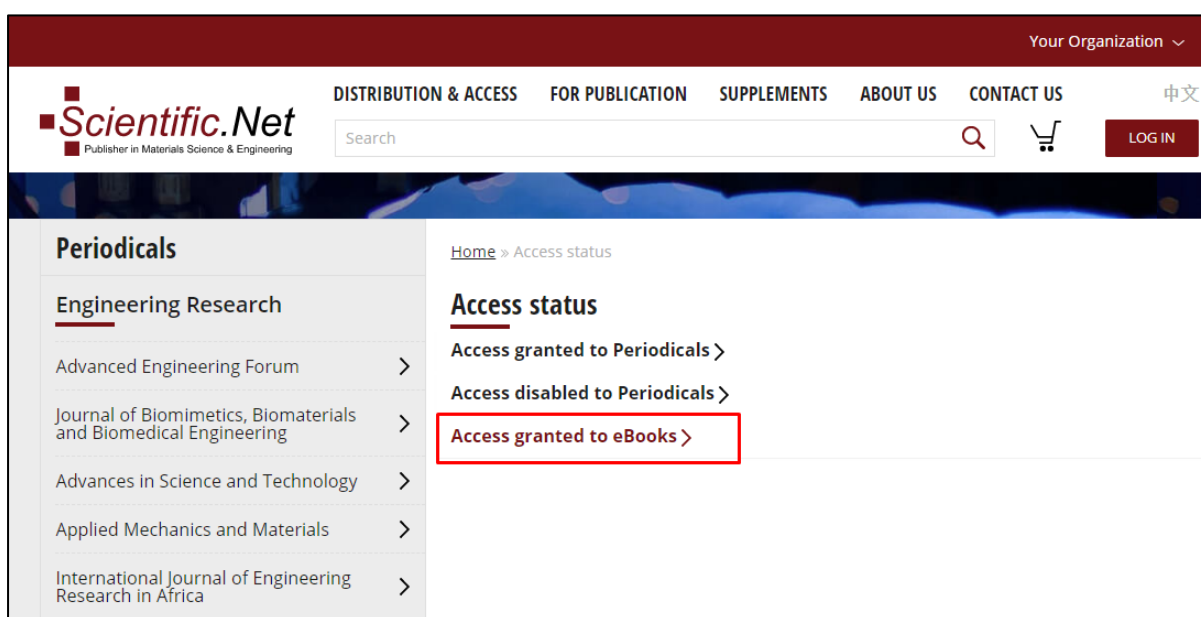 Your Organization
DISTRIBUTION & ACCESS FOR PUBLICATION SUPPLEMENTS ABOUT US CONTACT US 中文
Scientific.Net
Publisher in Materials Science & Engineering
Search
LOG IN
Periodicals
Engineering Research
Advanced Engineering Forum
Journal of Biomimetics, Biomaterials
and Biomedical Engineering
Advances in Science and Technology
Applied Mechanics and Materials
International Journal of Engineering
Research in Africa
Home » Access status
Access status
Access granted to Periodicals
Access disabled to Periodicals
Access granted to eBooks